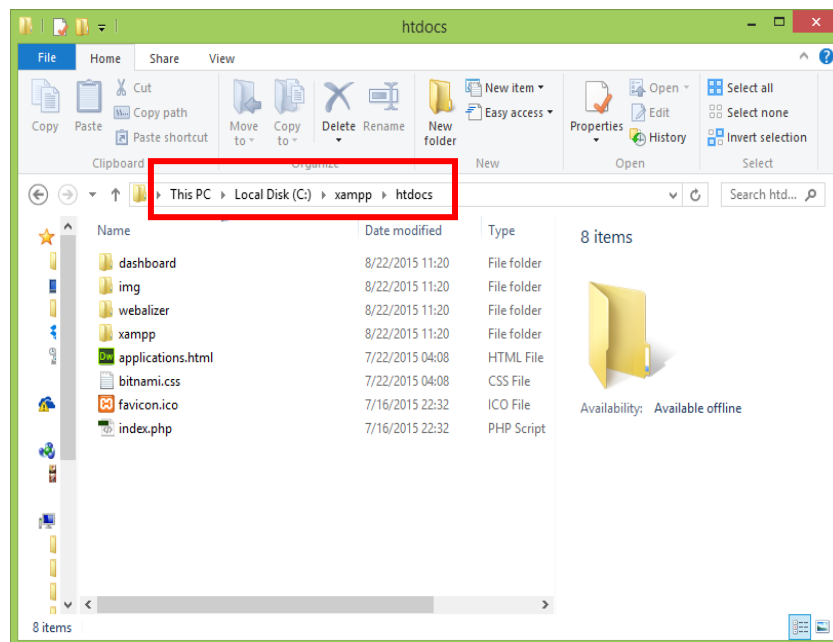 htdocs
File Home Share View
Copy Paste Cut Copy path Paste shortcut
Move to Copy to Delete Rename
New folder New item Easy access
Properties Open Edit History
Select all Select none Invert selection
Clipboard New Open Select
This PC Local Disk (C:) xampp htdocs Search htd...
Name Date modified Type
8 items
dashboard 8/22/2015 11:20 File folder
img 8/22/2015 11:20 File folder
webalizer 8/22/2015 11:20 File folder
xampp 8/22/2015 11:20 File folder
Dw applications.html 7/22/2015 04:08 HTML File
bitnami.css 7/22/2015 04:08 CSS File
favicon.ico 7/16/2015 22:32 ICO File
index.php 7/16/2015 22:32 PHP Script
Availability: Available offline
8 items